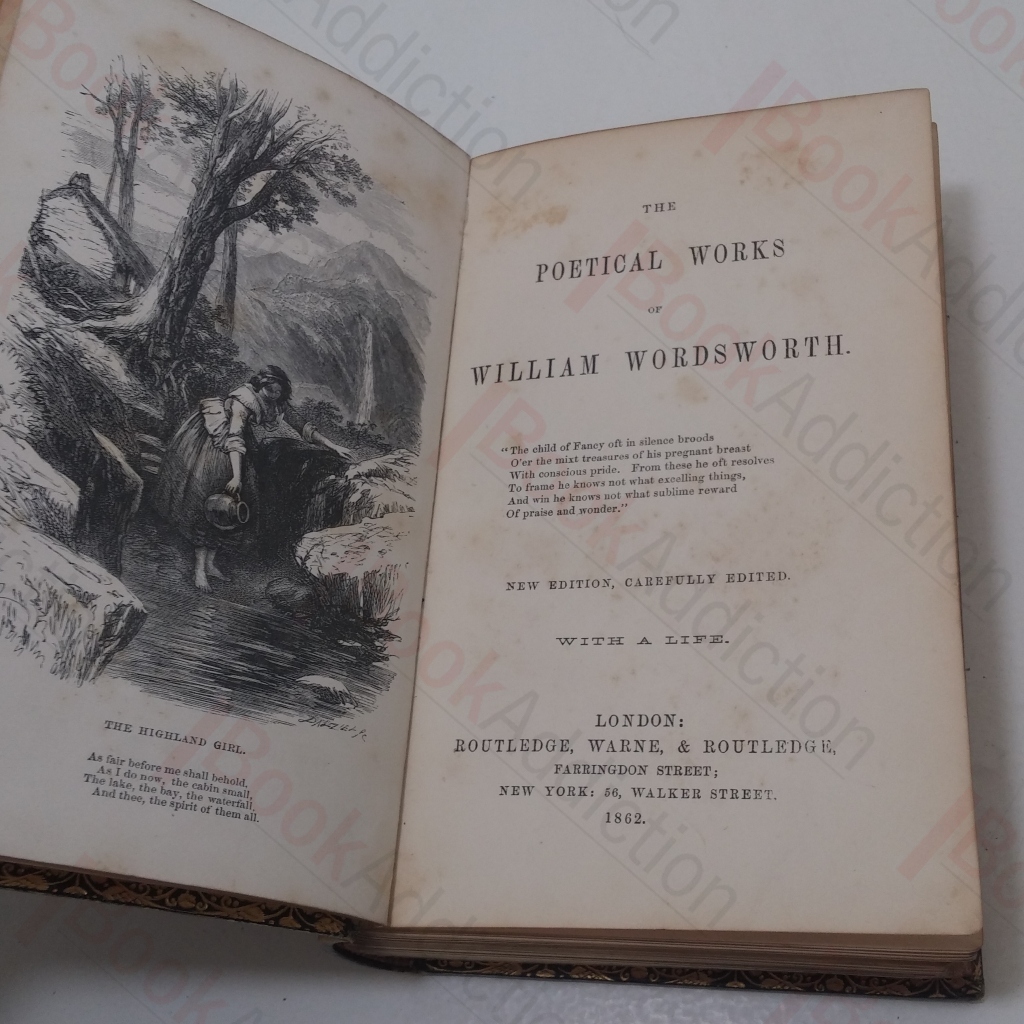 THE HIGHLAND GIRL.
As fair before me shall behold,
As I do now, the cabin small,
The lake, the bay, the waterfall,
And thee, the spirit of them all.
THE
POETICAL WORKS
OF
WILLIAM WORDSWORTH.
"The child of Fancy oft in silence broods
O'er the mixt treasures of his pregnant breast
With conscious pride. From these he oft resolves
To frame he knows not what excelling things,
And win he knows not what sublime reward
Of praise and wonder."
NEW EDITION, CAREFULLY EDITED.
WITH A LIFE.
LONDON:
ROUTLEDGE, WARNE, & ROUTLEDGE,
FARRINGDON STREET;
NEW YORK: 56, WALKER STREET.
1862.
BookAddiction